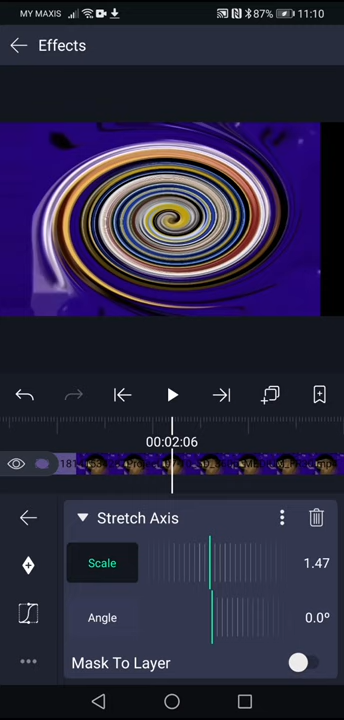 MY MAXIS 87% 11:10
Effects
00:02:06
Stretch Axis
Scale 1.47
Angle 0.0º
Mask To Layer